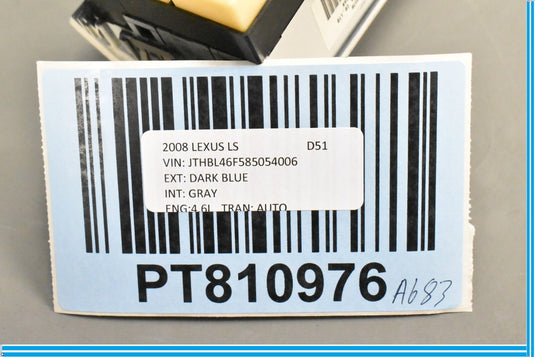 2008 LEXUS LS D51
VIN: JTHBL46F585054006
EXT: DARK BLUE
INT: GRAY
ENG:4.6L TRAN: AUTO
PT810976 A683